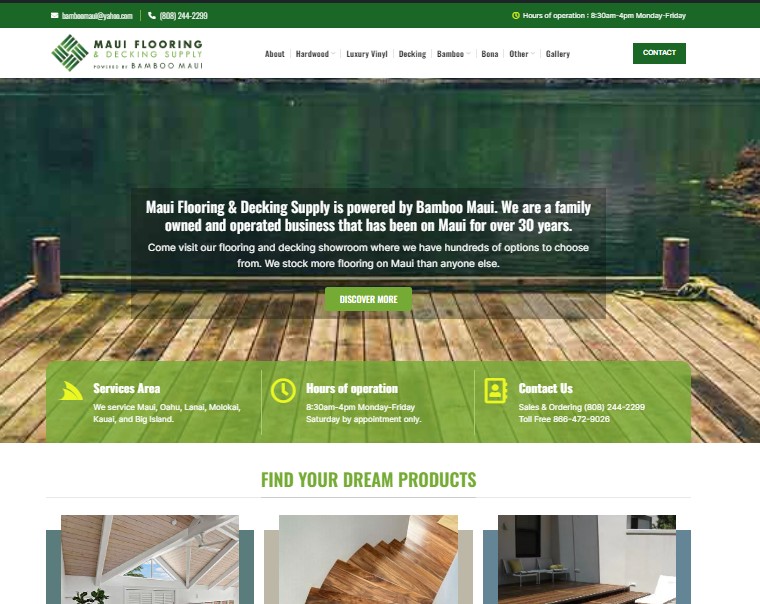 bamboomaui@yahoo.com (808) 244-2299 Hours of operation : 8:30am-4pm Monday-Friday
MAUI FLOORING
& DECKING SUPPLY
POWERED BY BAMBOO MAUI
About Hardwood Luxury Vinyl Decking Bamboo Bona Other Gallery
CONTACT
Maui Flooring & Decking Supply is powered by Bamboo Maui. We are a family
owned and operated business that has been on Maui for over 30 years.
Come visit our flooring and decking showroom where we have hundreds of options to choose
from. We stock more flooring on Maui than anyone else.
DISCOVER MORE
Services Area
We service Maui, Oahu, Lanai, Molokai,
Kauai, and Big Island.
Hours of operation
8:30am-4pm Monday-Friday
Saturday by appointment only.
Contact Us
Sales & Ordering (808) 244-2299
Toll Free 866-472-9026
FIND YOUR DREAM PRODUCTS